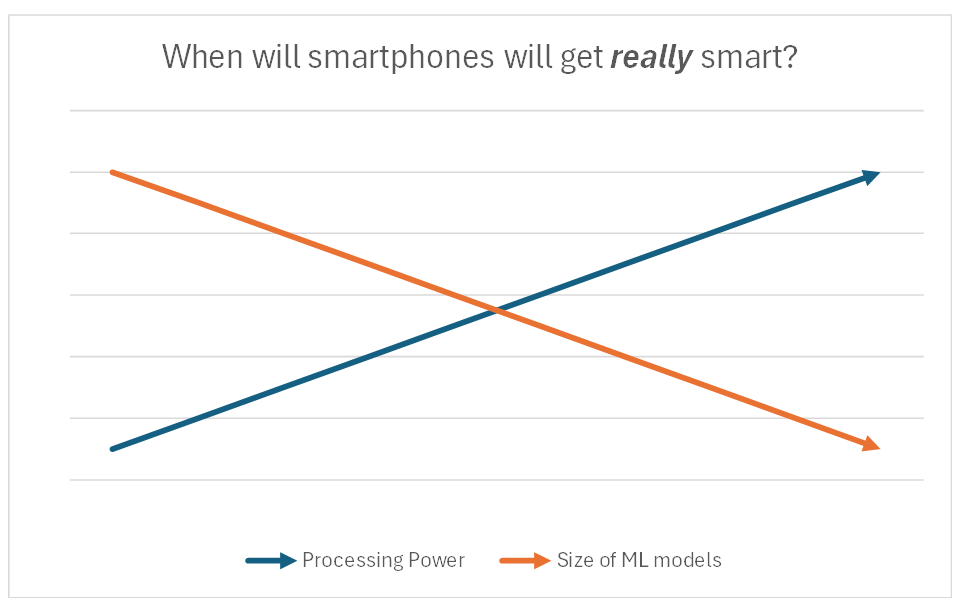 When will smartphones will get really smart?
Processing Power
Size of ML models